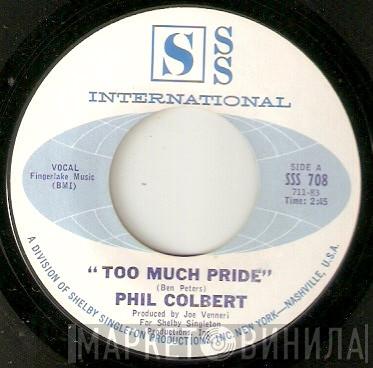 S S
S
S
INTERNATIONAL
VOCAL
Fingerlake Music
(BMI)
SIDE A
SSS 708
711-83
Time: 2:45
"TOO MUCH PRIDE"
(Ben Peters)
PHIL COLBERT
Produced by Joe Venneri
For Shelby Singleton
Productions, Inc.
A DIVISION OF SHELBY SINGLETON PRODUCTIONS, INC. NEW YORK—NASHVILLE, U.S.A.
МАРКЕТ ВИНИЛА